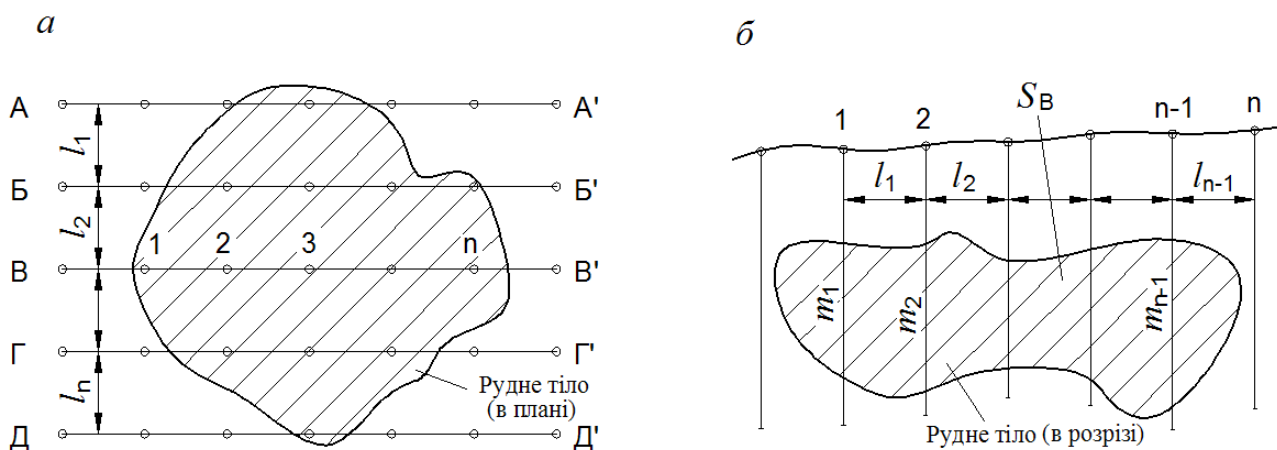 а
А А'
l1
Б Б'
l2
1 2 3 n
В В'
Г Г'
ln
Рудне тіло
(в плані)
Д Д'
б
SВ
1 2 n-1 n
l1 l2 ln-1
m1 m2 mn-1
Рудне тіло (в розрізі)